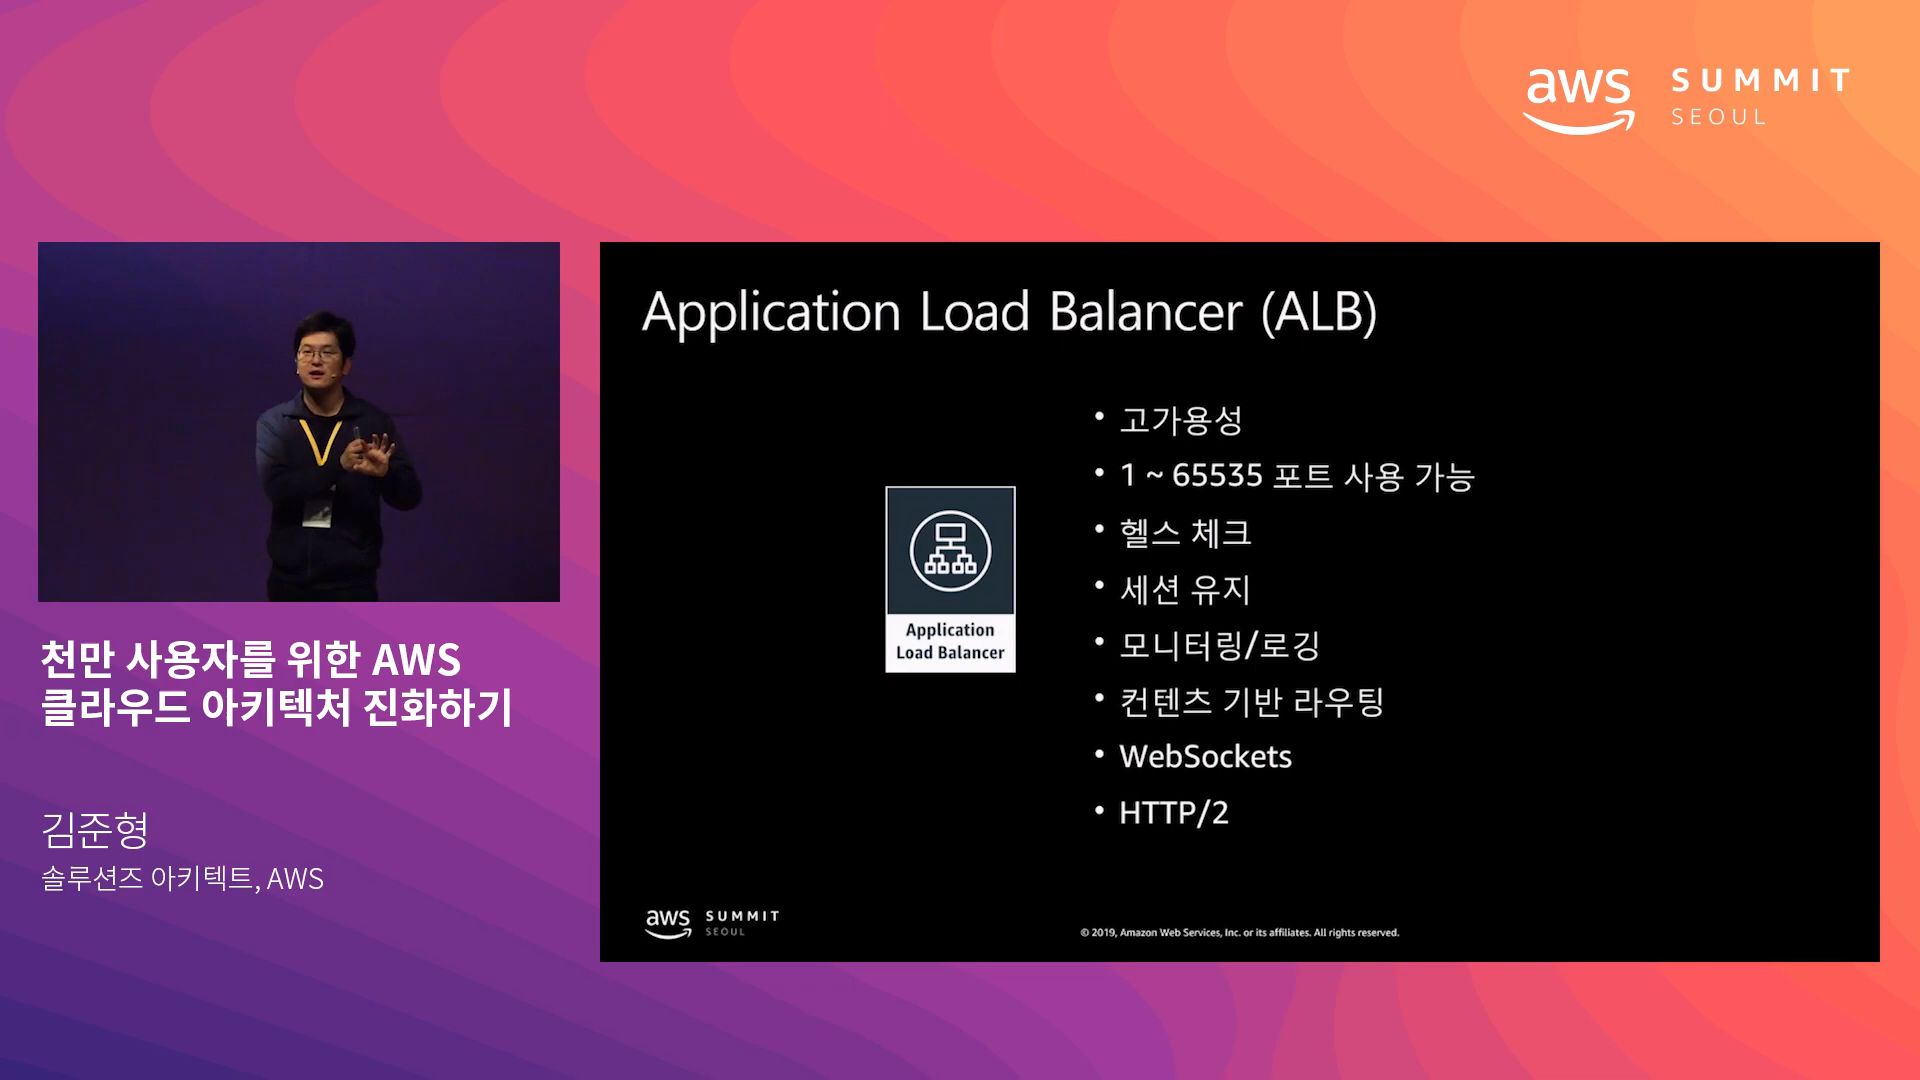 aws SUMMIT
SEOUL
천만 사용자를 위한 AWS
클라우드 아키텍처 진화하기
김준형
솔루션즈 아키텍트, AWS
Application Load Balancer (ALB)
Application
Load Balancer
• 고가용성
• 1 ~ 65535 포트 사용 가능
• 헬스 체크
• 세션 유지
• 모니터링/로깅
• 컨텐츠 기반 라우팅
• WebSockets
• HTTP/2
aws SUMMIT
SEOUL
© 2019, Amazon Web Services, Inc. or its affiliates. All rights reserved.